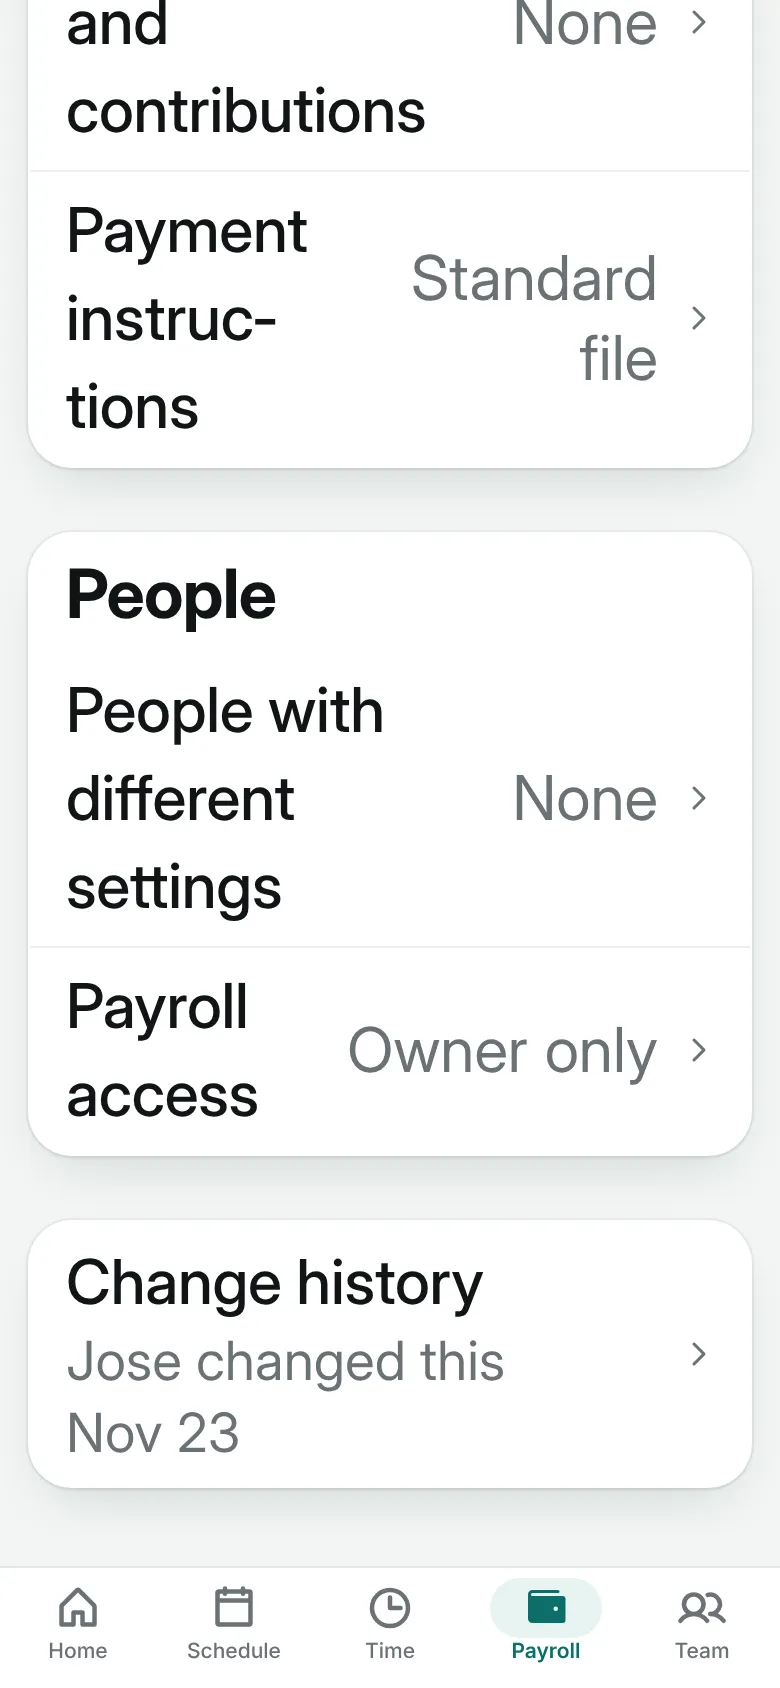 and
None
contributions
Payment
instruc-
tions
Standard
file
People
People with
different
settings
None
Payroll
access
Owner only
Change history
Jose changed this
Nov 23
Home
Schedule
Time
Payroll
Team